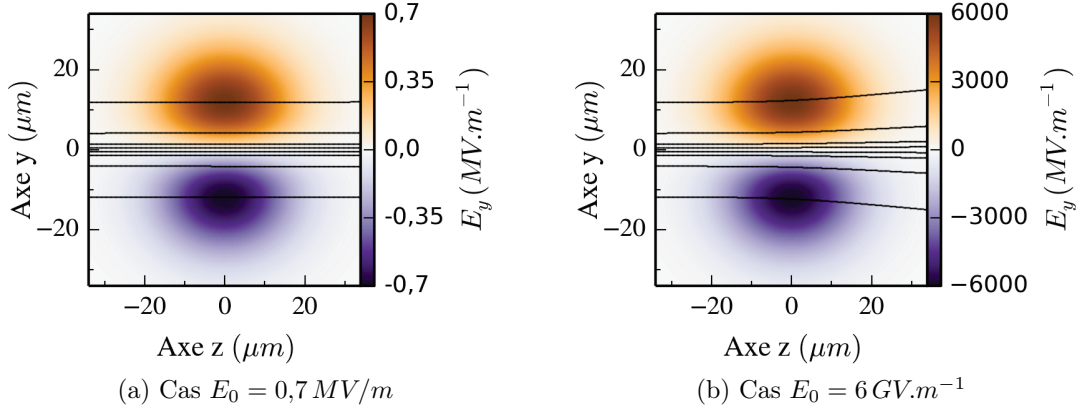 20
0
−20
Axe y (μm)
−20
0
20
Axe z (μm)
0,7
0,35
0,0
-0,35
-0,7
E_y(MV.m^{−1})
(a) Cas E_0 = 0,7 MV/m
20
0
−20
Axe y (μm)
−20
0
20
Axe z (μm)
6000
3000
0
−3000
−6000
E_y(MV.m^{−1})
(b) Cas E_0 = 6 GV.m^{−1}